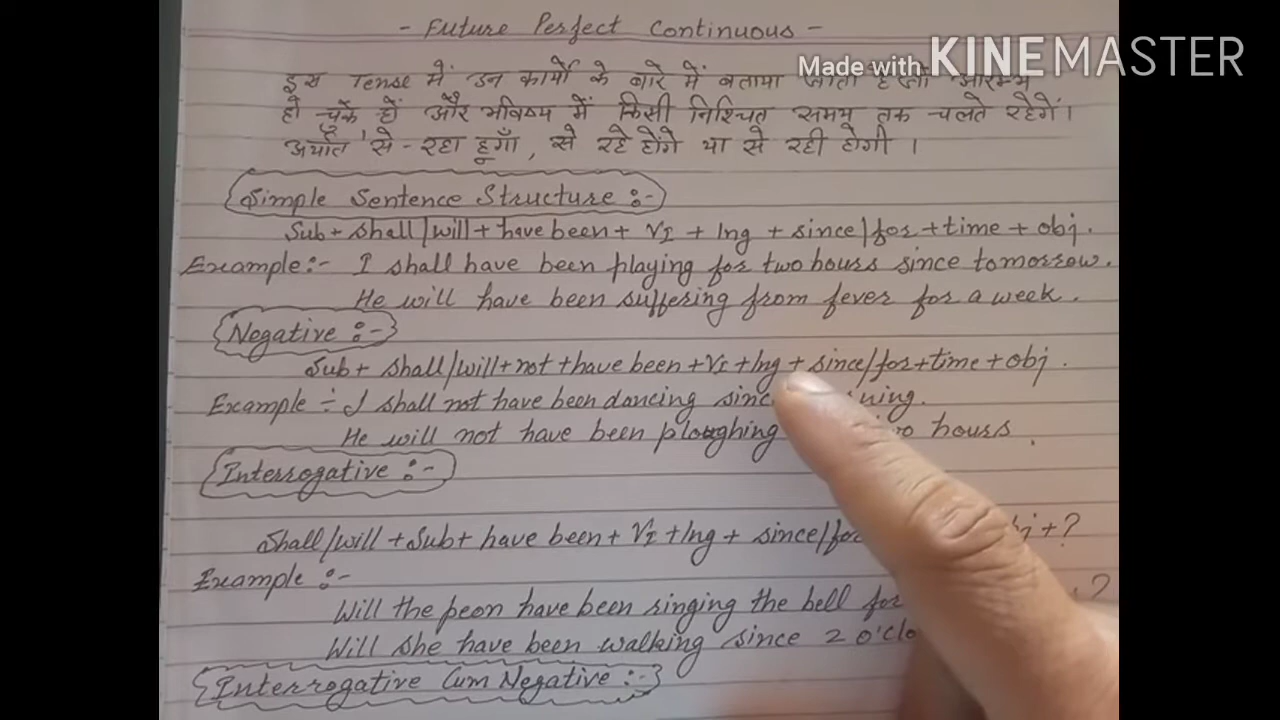 - Future Perfect Continuous -
Made with KINEMASTER
इस Tense में उन कार्यो के बारे में बताया जाता है जो आरम्भ
हो चूकें हों और भविष्य में किसी निश्चित समय तक चलते रहेगें।
अर्थात से - रहा हूगाँ, से रहे होंगे या से रही होगी ।
Simple Sentence Structure :-
Sub + shall/will + have been + V1 + Ing + since/for + time + obj.
Example:- I shall have been playing for two hours since tomorrow.
He will have been suffering from fever for a week.
Negative :-
Sub + shall/will + not + have been + V1 + Ing + since/for + time + obj.
Example ÷ I shall not have been dancing since
He will not have been ploughing hours.
Interrogative :-
Shall/will + Sub + have been + V1 + Ing + since/for + ?
Example :-
Will the peon have been ringing the bell for ?
Will she have been walking since 2 o'clo
Interrogative Cum Negative :-